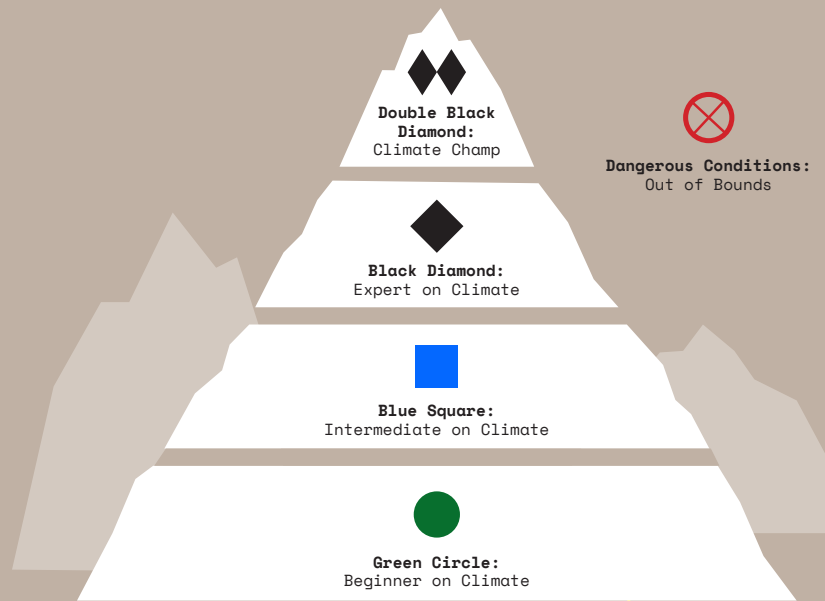 Double Black
Diamond:
Climate Champ
Dangerous Conditions:
Out of Bounds
Black Diamond:
Expert on Climate
Blue Square:
Intermediate on Climate
Green Circle:
Beginner on Climate